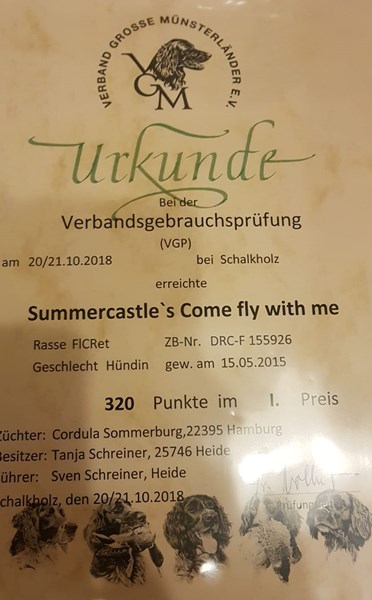 VERBAND GROSSE MÜNSTERLÄNDER E.V.
VGM
Urkunde
Bei der
Verbandsgebrauchsprüfung
(VGP)
am 20/21.10.2018 bei Schalkholz
erreichte
Summercastle`s Come fly with me
Rasse FlCRet ZB-Nr. DRC-F 155926
Geschlecht Hündin gew. am 15.05.2015
320 Punkte im I. Preis
Züchter: Cordula Sommerburg,22395 Hamburg
Besitzer: Tanja Schreiner, 25746 Heide
Führer: Sven Schreiner, Heide
Schalkholz, den 20/21.10.2018